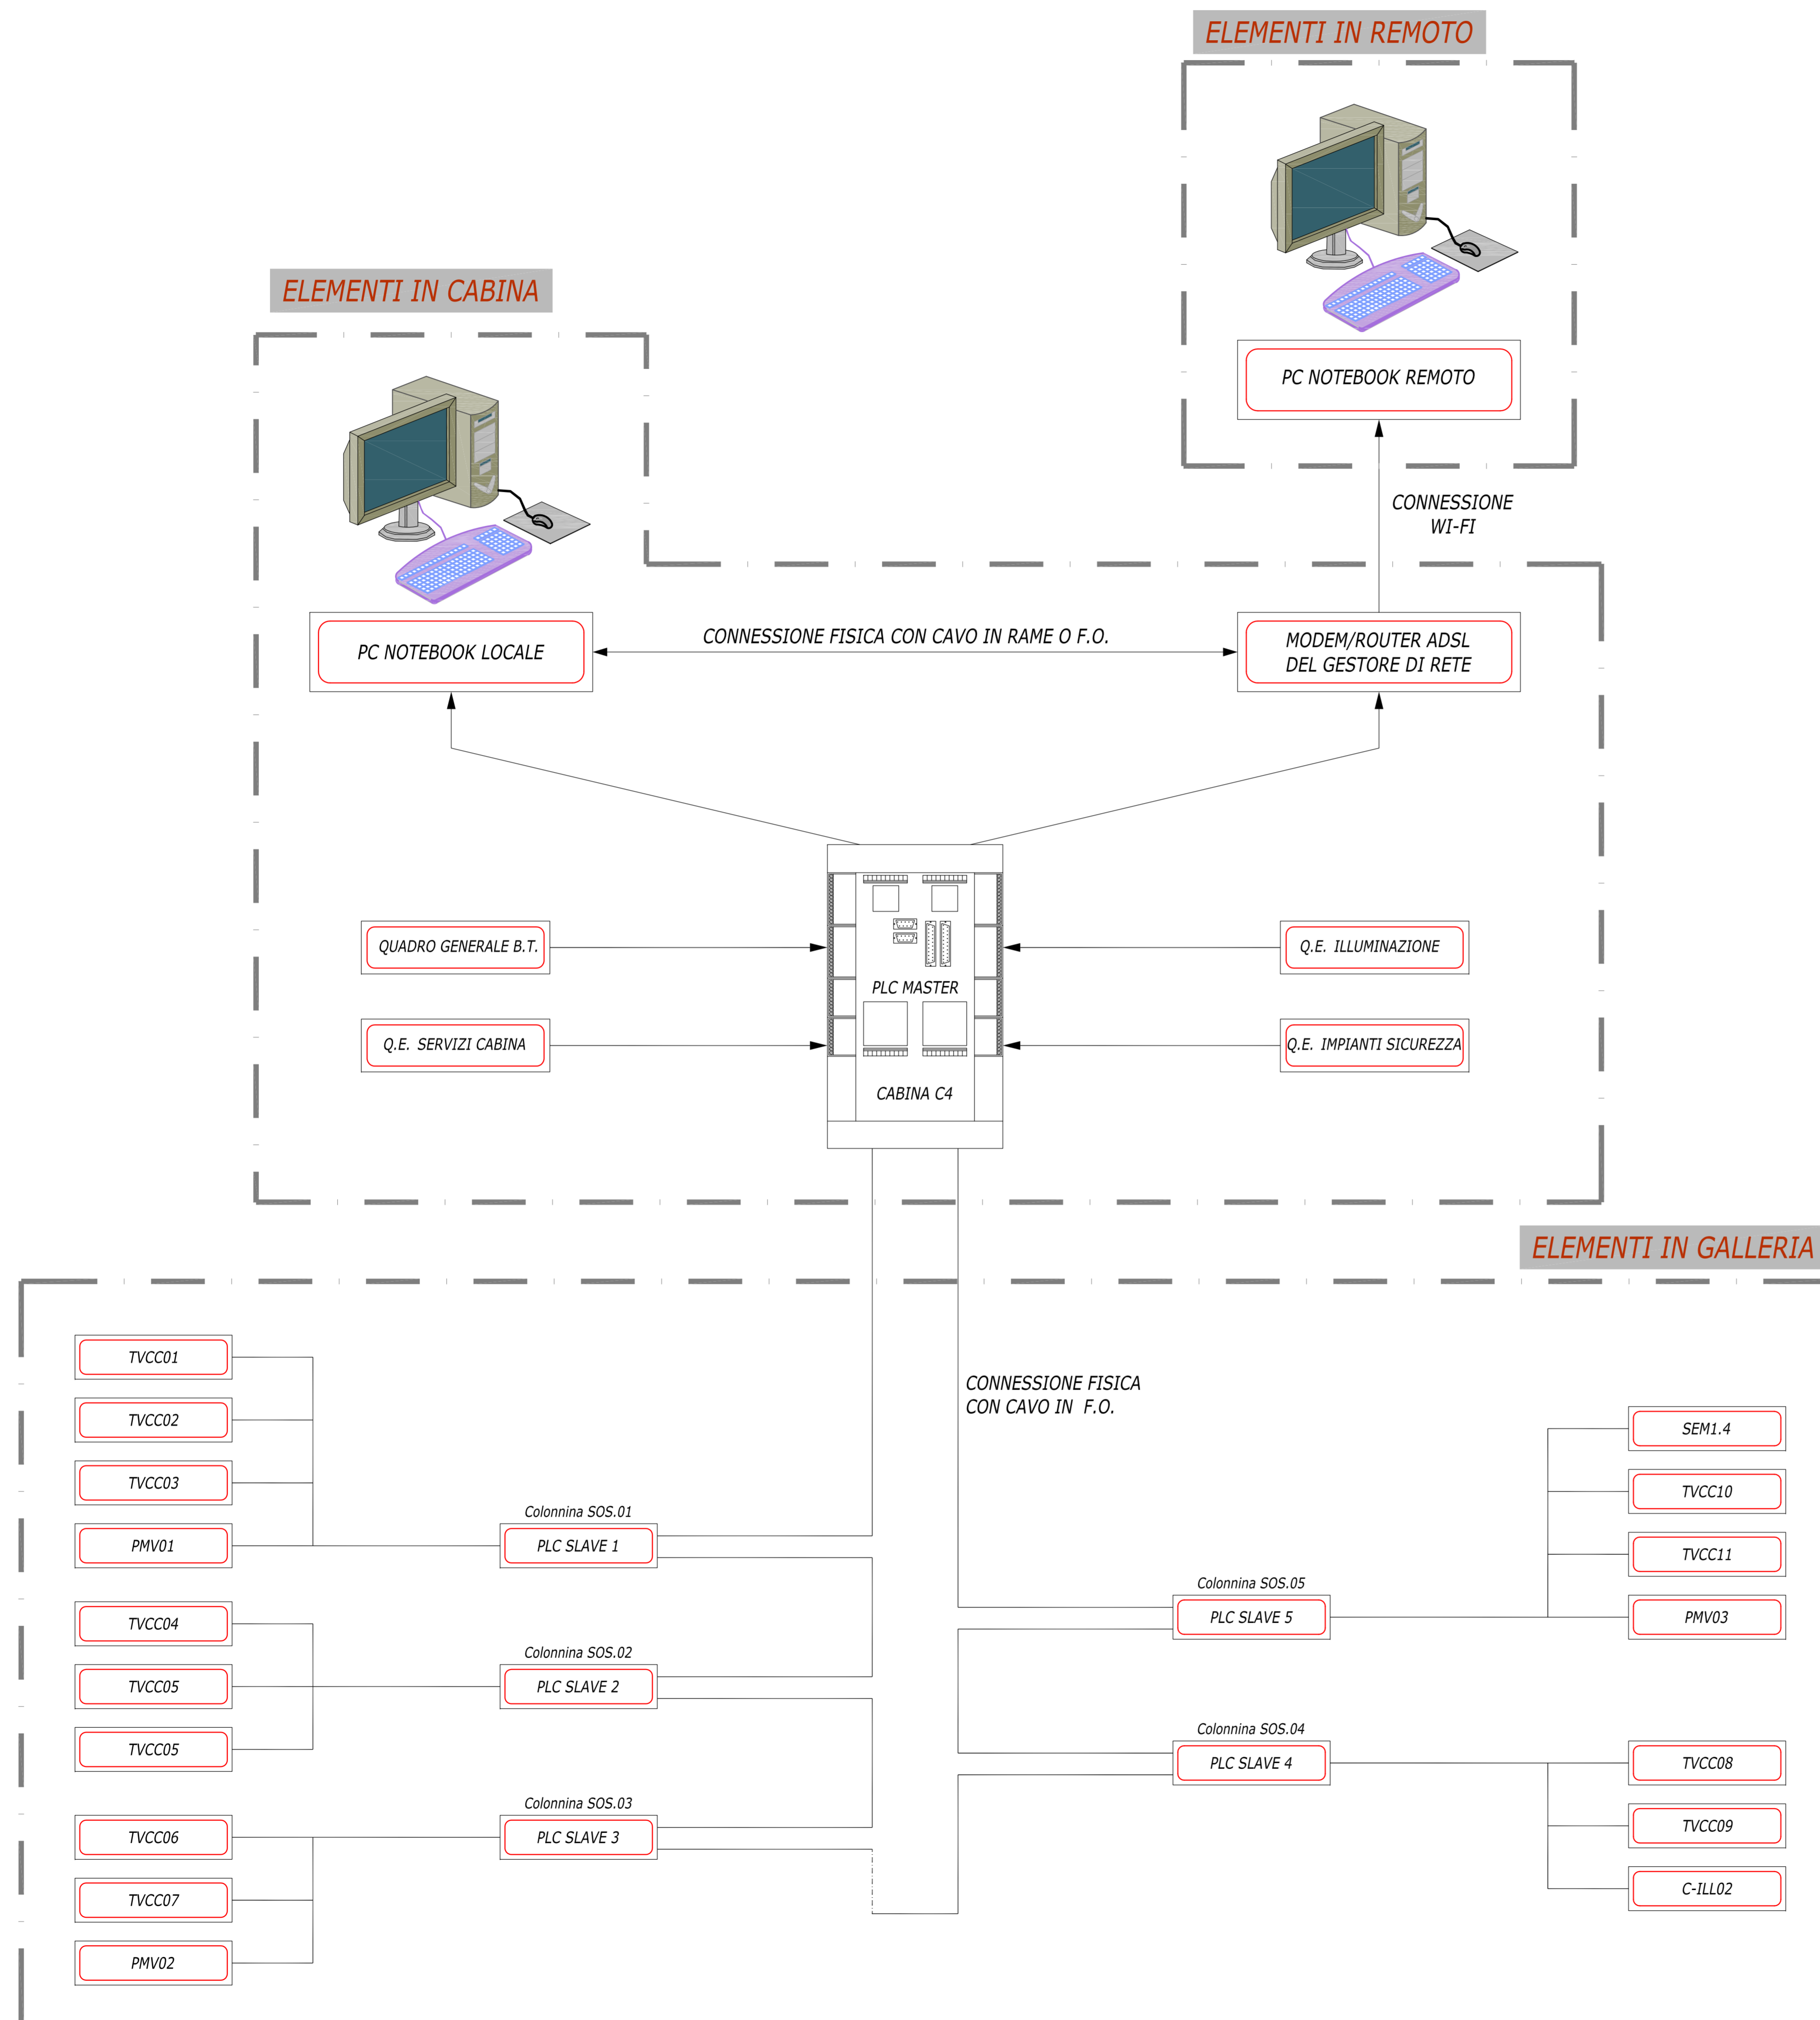 ELEMENTI IN REMOTO
PC NOTEBOOK REMOTO
CONNESSIONE
WI-FI
ELEMENTI IN CABINA
PC NOTEBOOK LOCALE
CONNESSIONE FISICA CON CAVO IN RAME O F.O.
MODEM/ROUTER ADSL
DEL GESTORE DI RETE
QUADRO GENERALE B.T.
Q.E. SERVIZI CABINA
PLC MASTER
CABINA C4
Q.E. ILLUMINAZIONE
Q.E. IMPIANTI SICUREZZA
ELEMENTI IN GALLERIA
CONNESSIONE FISICA
CON CAVO IN F.O.
TVCC01
TVCC02
TVCC03
PMV01
Colonnina SOS.01
PLC SLAVE 1
TVCC04
TVCC05
TVCC05
Colonnina SOS.02
PLC SLAVE 2
TVCC06
TVCC07
PMV02
Colonnina SOS.03
PLC SLAVE 3
Colonnina SOS.05
PLC SLAVE 5
SEM1.4
TVCC10
TVCC11
PMV03
Colonnina SOS.04
PLC SLAVE 4
TVCC08
TVCC09
C-ILL02